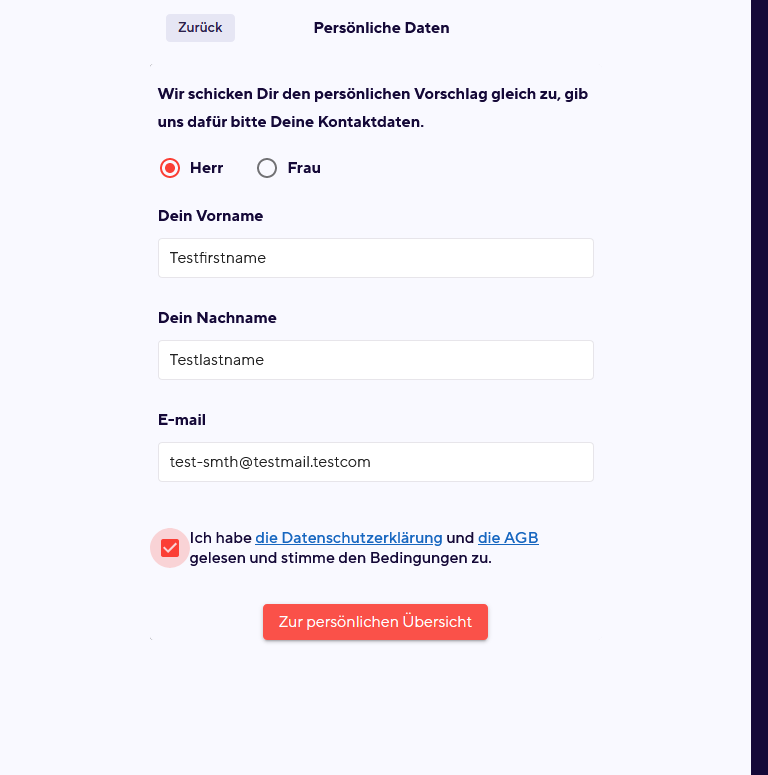 Zurück
Persönliche Daten
Wir schicken Dir den persönlichen Vorschlag gleich zu, gib
uns dafür bitte Deine Kontaktdaten.
Herr
Frau
Dein Vorname
Testfirstname
Dein Nachname
Testlastname
E-mail
test-smth@testmail.testcom
Ich habe die Datenschutzerklärung und die AGB
gelesen und stimme den Bedingungen zu.
Zur persönlichen Übersicht